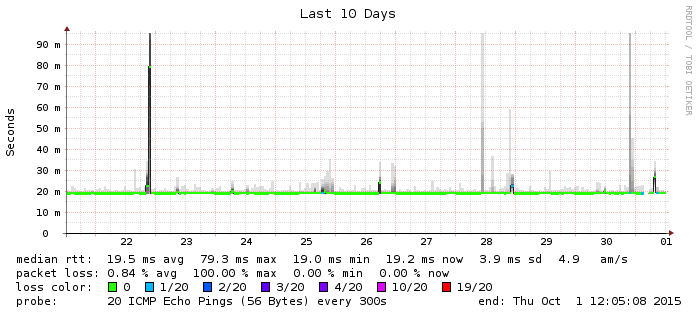 Last 10 Days
RRDTOOL / TOBI OETIKER
Seconds
90 m
80 m
70 m
60 m
50 m
40 m
30 m
20 m
10 m
0
22 23 24 25 26 27 28 29 30 01
median rtt: 19.5 ms avg 79.3 ms max 19.0 ms min 19.2 ms now 3.9 ms sd 4.9 am/s
packet loss: 0.84 % avg 100.00 % max 0.00 % min 0.00 % now
loss color: 0 1/20 2/20 3/20 4/20 10/20 19/20
probe: 20 ICMP Echo Pings (56 Bytes) every 300s end: Thu Oct 1 12:05:08 2015